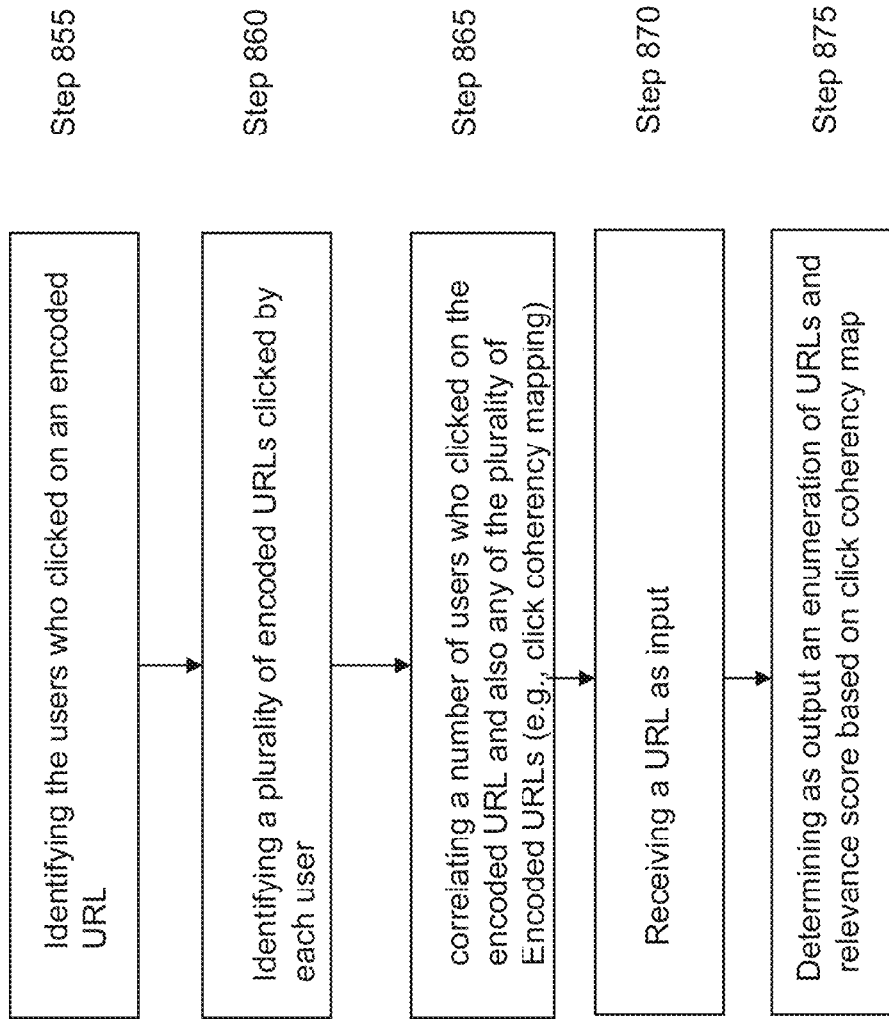 Identifying the users who clicked on an encoded
URL
Step 855
Identifying a plurality of encoded URLs clicked by
each user
Step 860
correlating a number of users who clicked on the
encoded URL and also any of the plurality of
Encoded URLs (e.g., click coherency mapping)
Step 865
Receiving a URL as input
Step 870
Determining as output an enumeration of URLs and
relevance score based on click coherency map
Step 875